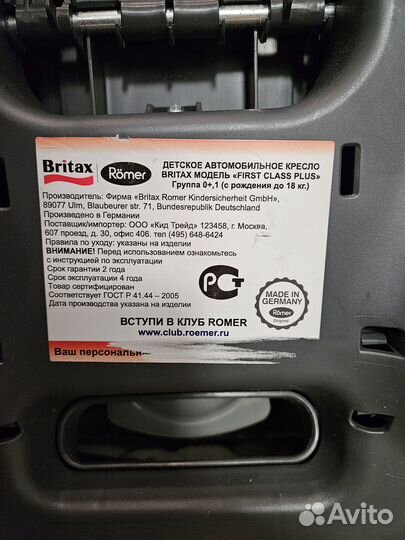 Britax
Römer
ДЕТСКОЕ АВТОМОБИЛЬНОЕ КРЕСЛО
BRITAX МОДЕЛЬ «FIRST CLASS PLUS»
Группа 0+,1 (с рождения до 18 кг.)
Производитель: Фирма «Britax Romer Kindersicherheit GmbH»,
89077 Ulm, Blaubeurer str. 71, Bundesrepublik Deutschland
Произведено в Германии
Поставщик/импортер: ООО «Кид Трейд» 123458, г. Москва,
607 проезд, д. 30, офис 406. тел (495) 648-6424
Правила по уходу: указаны на изделии
ВНИМАНИЕ! Перед использованием ознакомьтесь
с инструкцией по эксплуатации
Срок гарантии 2 года
Срок эксплуатации 4 года
Товар сертифицирован
Соответствует ГОСТ Р 41.44 – 2005
Дата производства указана на изделии
РСТ
MADE IN
GERMANY
Römer
Original
ВСТУПИ В КЛУБ ROMER
www.club.roemer.ru
Ваш персональн
Avito